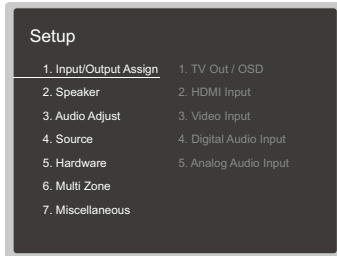 Setup
1. Input/Output Assign
2. Speaker
3. Audio Adjust
4. Source
5. Hardware
6. Multi Zone
7. Miscellaneous
1. TV Out / OSD
2. HDMI Input
3. Video Input
4. Digital Audio Input
5. Analog Audio Input